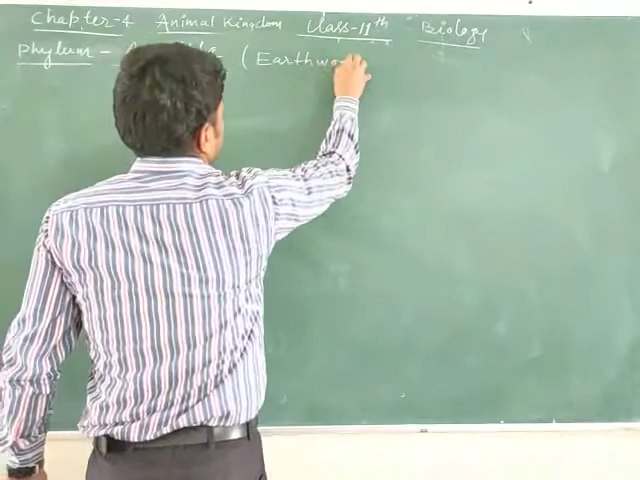 Chapter-4 Animal Kingdom Class-11th Biology
Phylum - (Earthwo